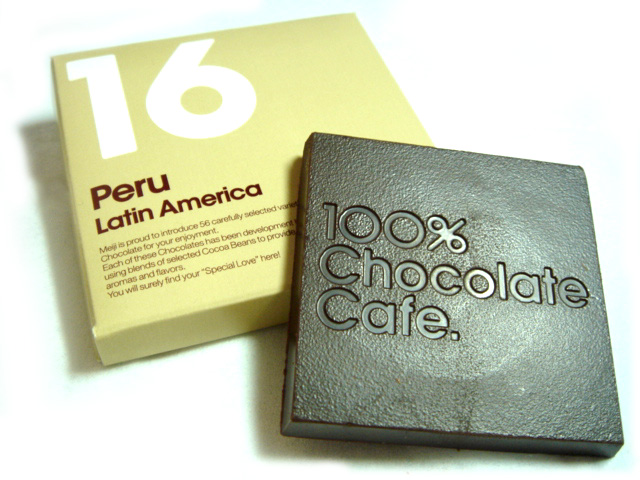 16
Peru
Latin America
Meiji is proud to introduce 56 carefully selected
Chocolate for your enjoyment.
Each of these Chocolates has been development
using blends of selected Cocoa Beans to provide
aromas and flavors.
You will surely find your "Special Love" here!
100%
Chocolate
Cafe.